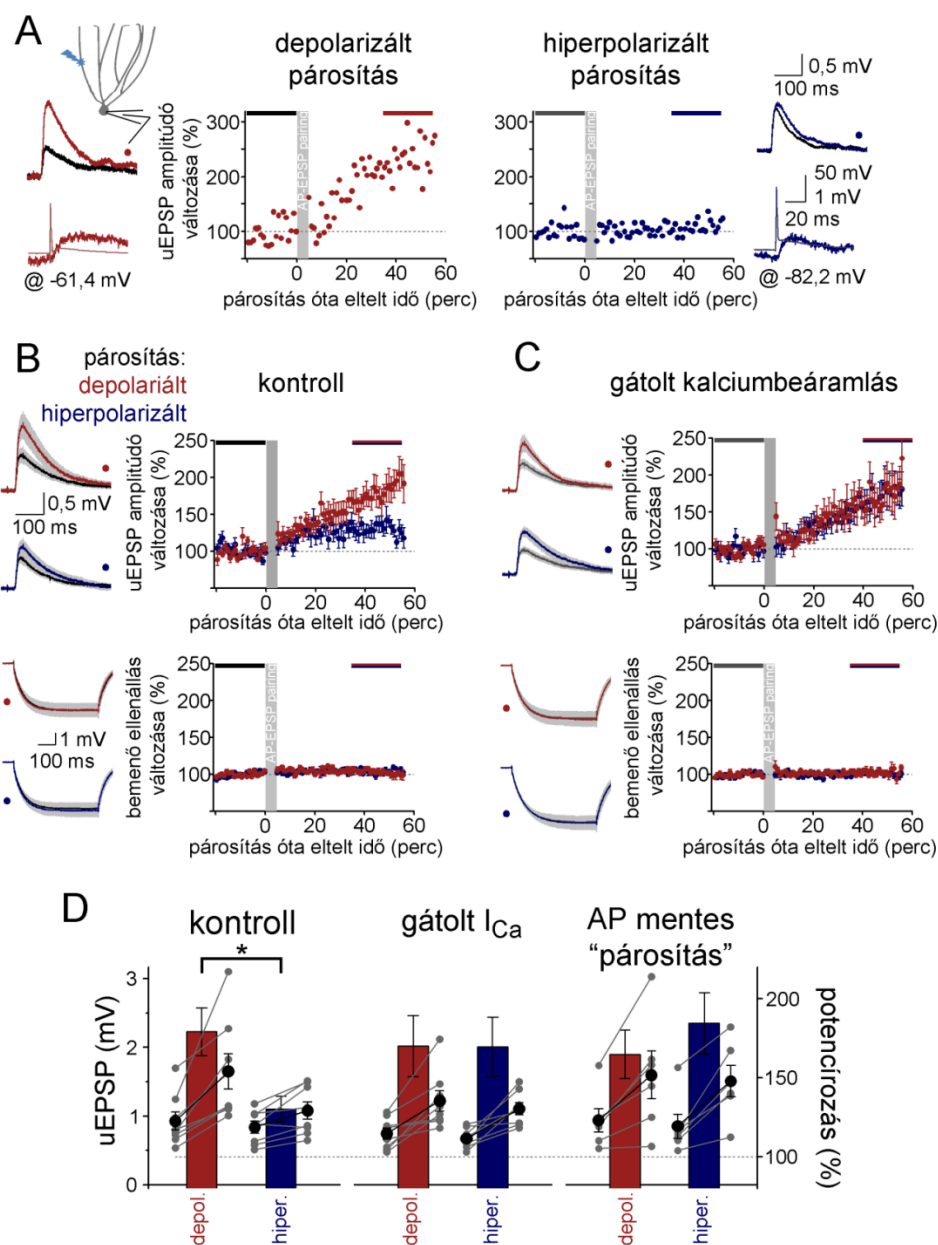 A
depolarizált
párosítás
hiperpolarizált
párosítás
0,5 mV
100 ms
50 mV
1 mV
20 ms
@ -61,4 mV
@ -82,2 mV
uEPSP amplitúdó
változása (%)
300
200
100
AP-EPSP pairing
0
20
40
60
párosítás óta eltelt idő (perc)
300
200
100
AP-EPSP pairing
0
20
40
60
párosítás óta eltelt idő (perc)
B
párosítás:
depolariált
hiperpolarizált
kontroll
0,5 mV
100 ms
uEPSP amplitúdó
változása (%)
250
200
150
100
0
20
40
60
párosítás óta eltelt idő (perc)
1 mV
100 ms
bemenő ellenállás
változása (%)
250
200
150
100
AP-EPSP pairing
0
20
40
60
párosítás óta eltelt idő (perc)
C
gátolt kalciumbeáramlás
uEPSP amplitúdó
változása (%)
250
200
150
100
0
20
40
60
párosítás óta eltelt idő (perc)
bemenő ellenállás
változása (%)
250
200
150
100
AP-EPSP pairing
0
20
40
60
párosítás óta eltelt idő (perc)
D
kontroll
gátolt I_Ca
AP mentes
“párosítás”
*
uEPSP (mV)
3
2
1
0
200
150
100
potencírozás (%)
depol.
hiper.
depol.
hiper.
depol.
hiper.